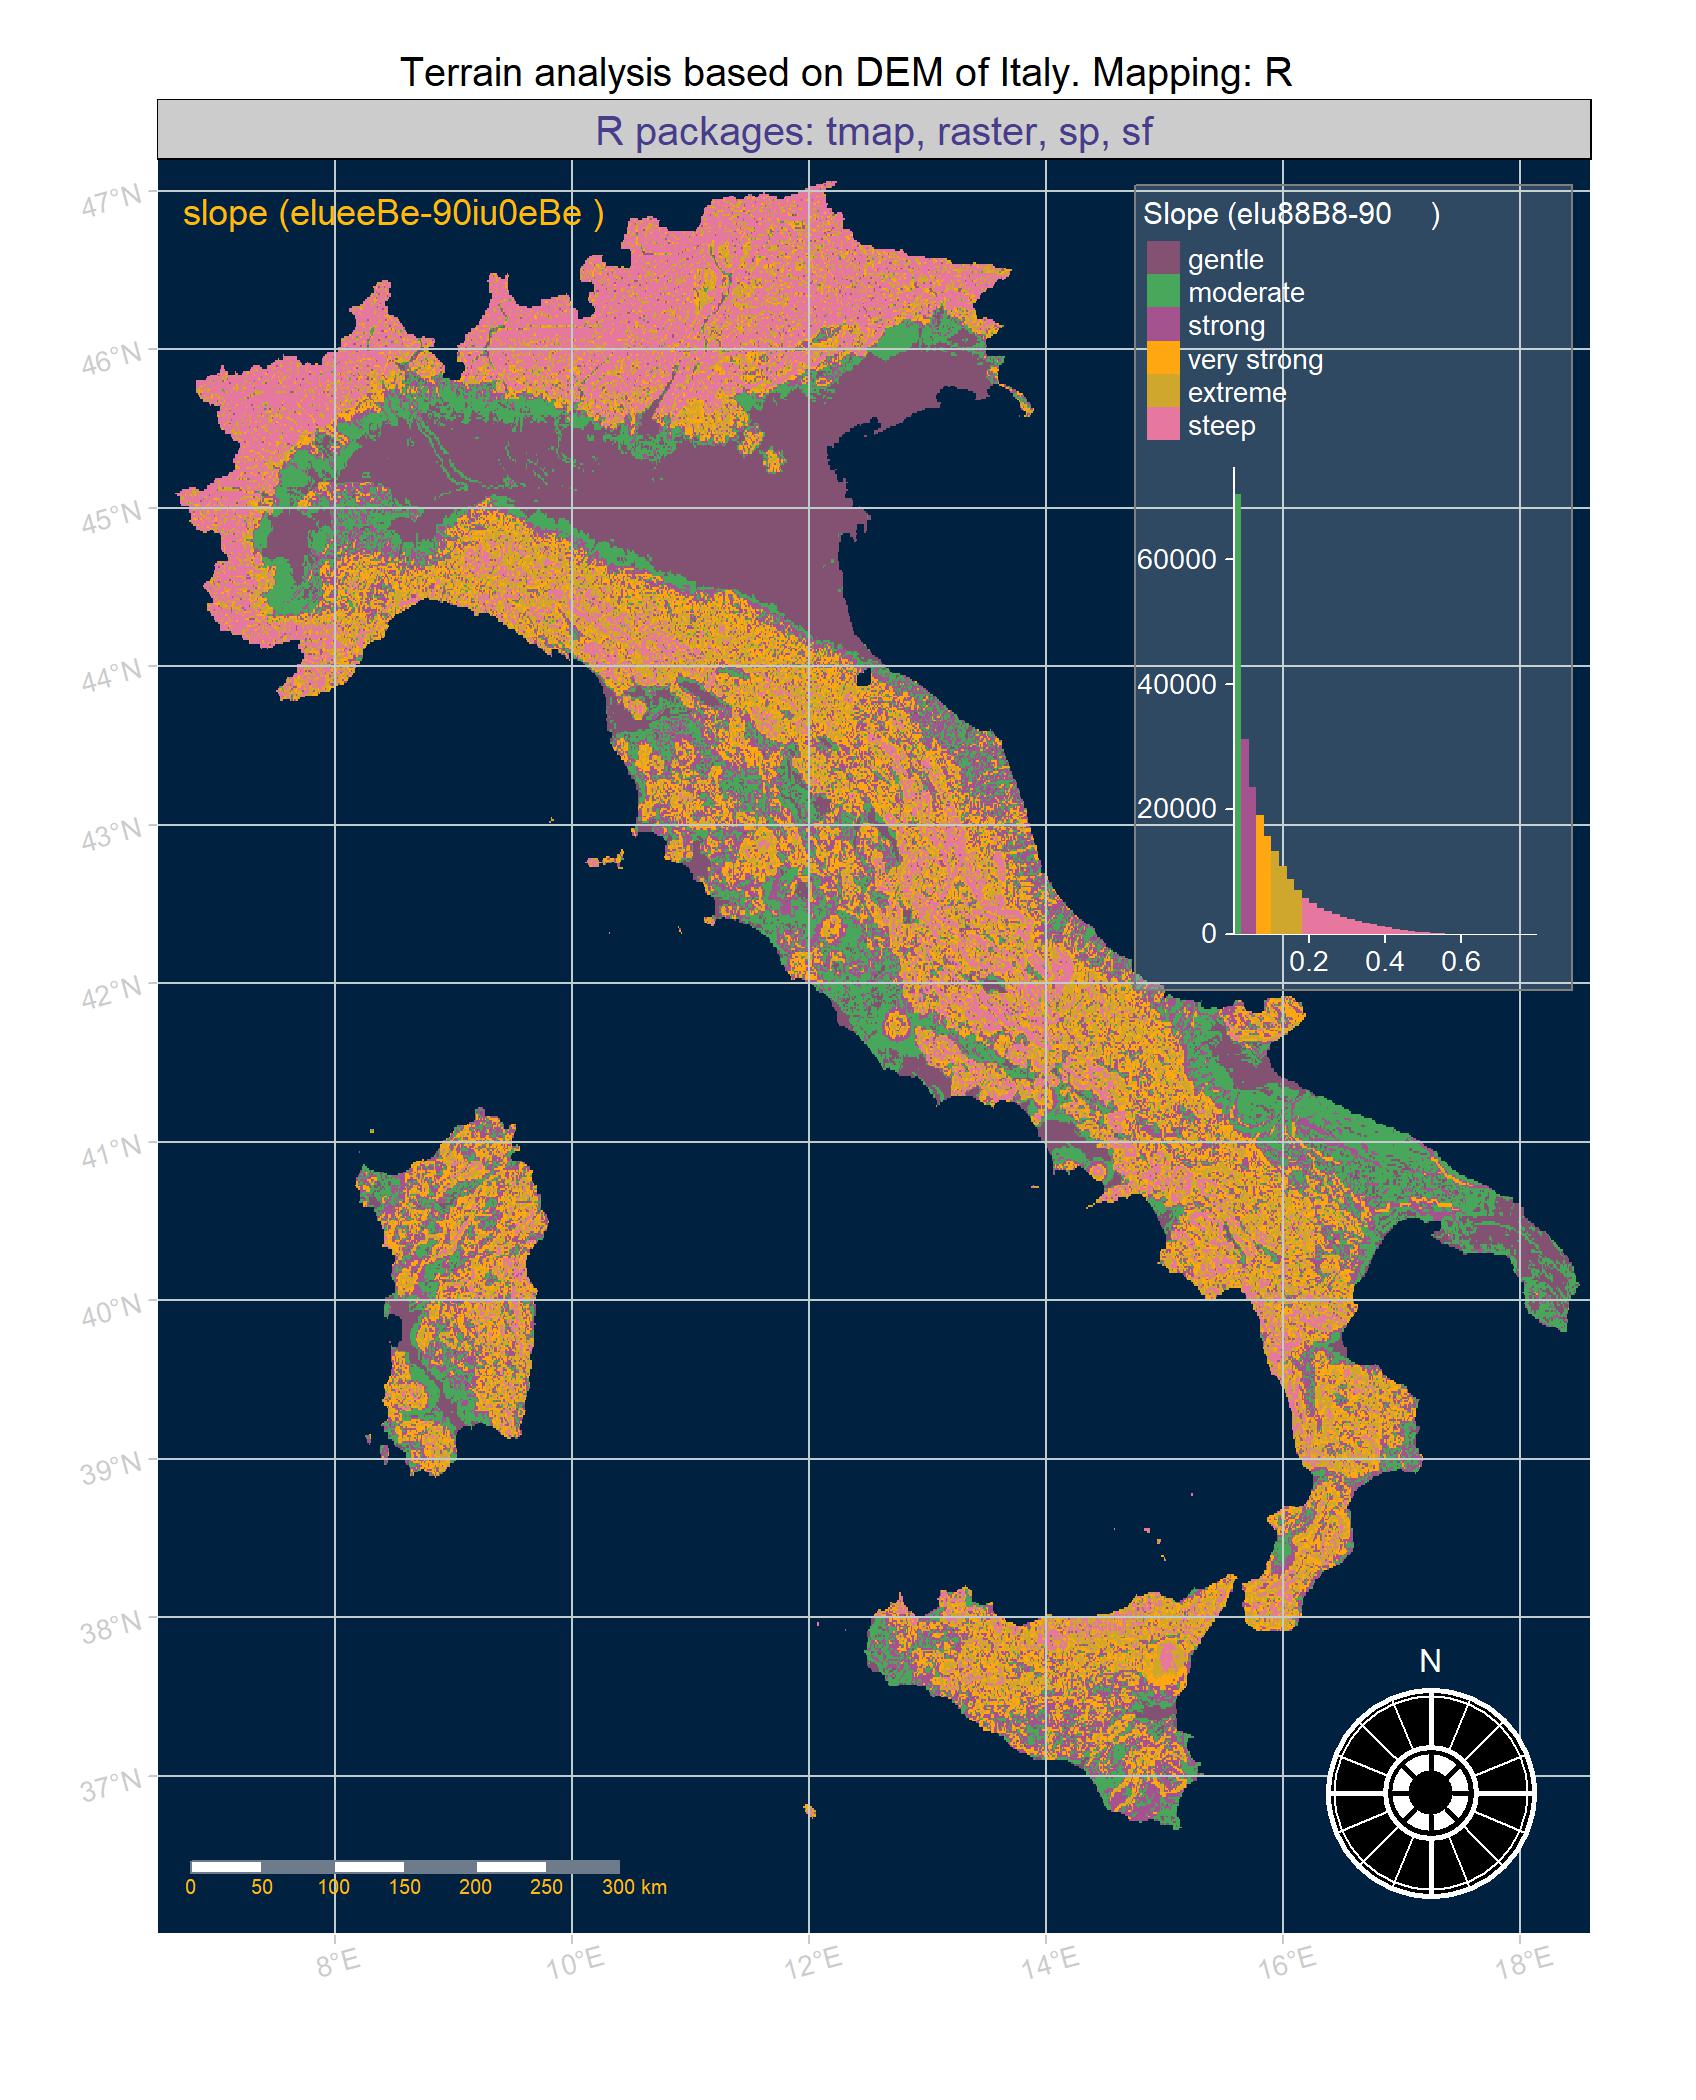 Terrain analysis based on DEM of Italy. Mapping: R
R packages: tmap, raster, sp, sf
slope (elueeBe-90iu0eBe )
Slope (elu88B8-90 )
gentle
moderate
strong
very strong
extreme
steep
60000
40000
20000
0
0.2 0.4 0.6
47°N
46°N
45°N
44°N
43°N
42°N
41°N
40°N
39°N
38°N
37°N
N
0 50 100 150 200 250 300 km
8°E 10°E 12°E 14°E 16°E 18°E